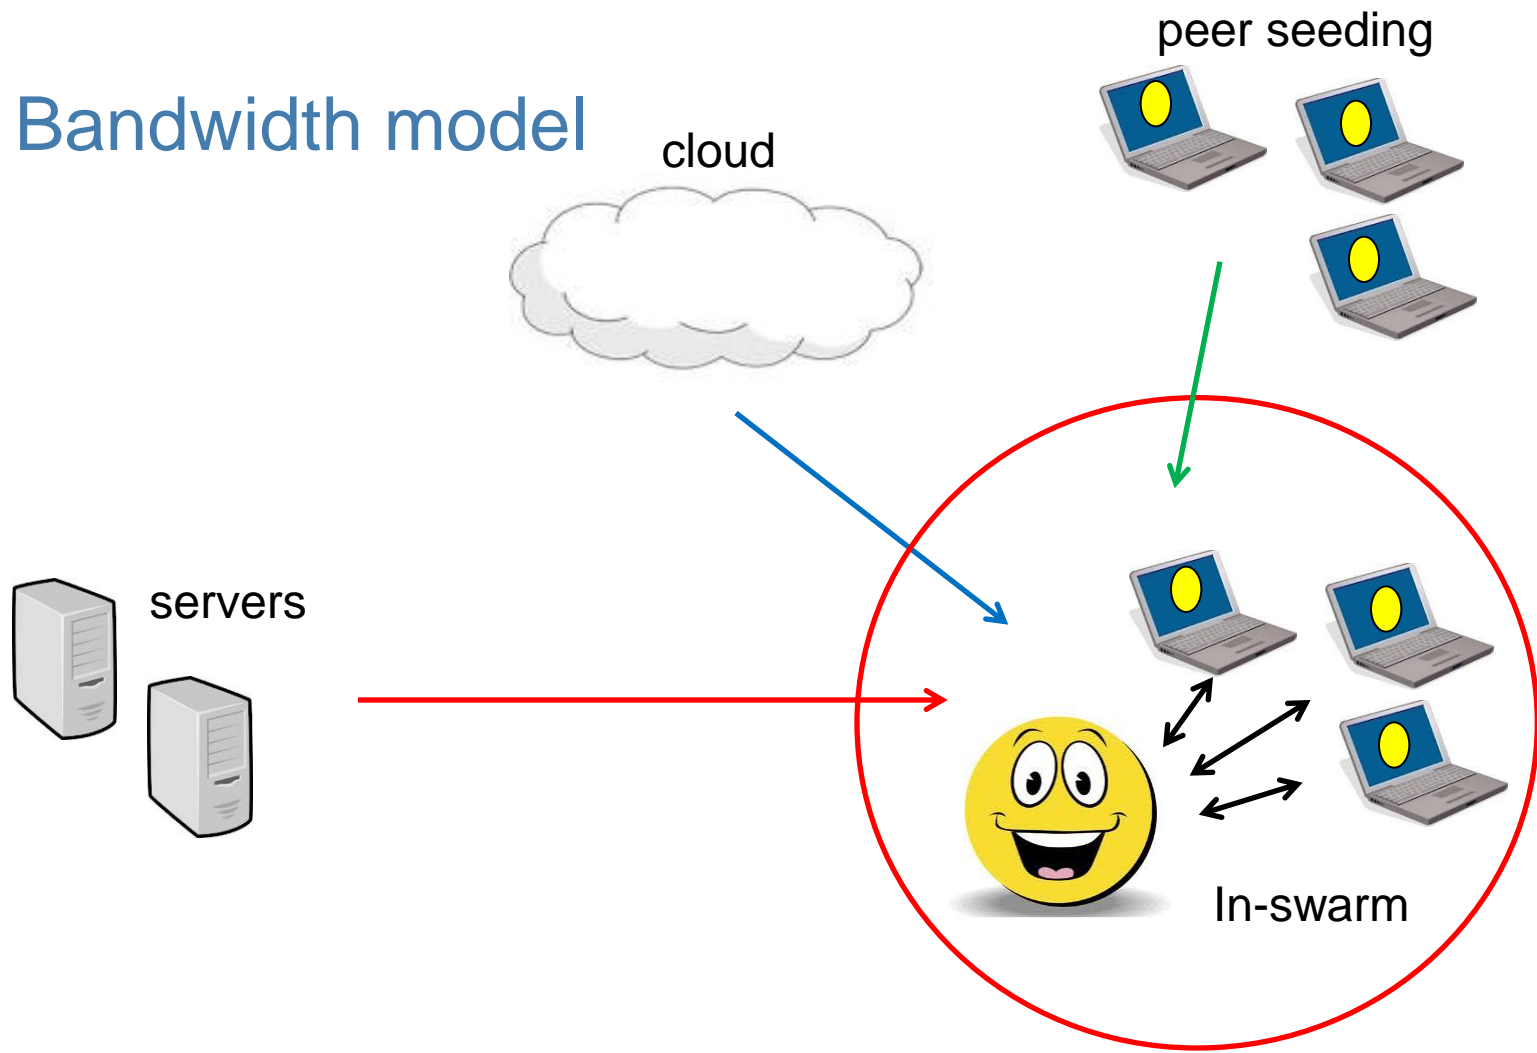 peer seeding
Bandwidth model
cloud
servers
In-swarm